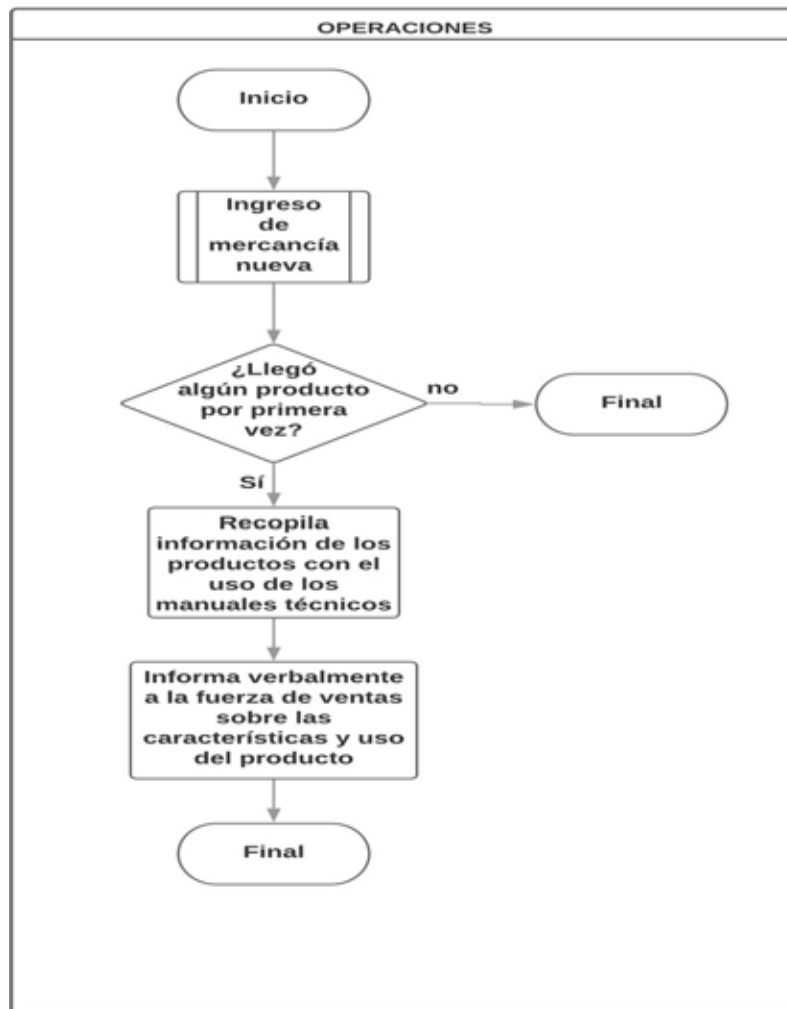 OPERACIONES
Inicio
Ingreso
de
mercancía
nueva
¿Llegó
algún producto
por primera
vez?
no
Final
Sí
Recopila
información de los
productos con el
uso de los
manuales técnicos
Informa verbalmente
a la fuerza de ventas
sobre las
características y uso
del producto
Final